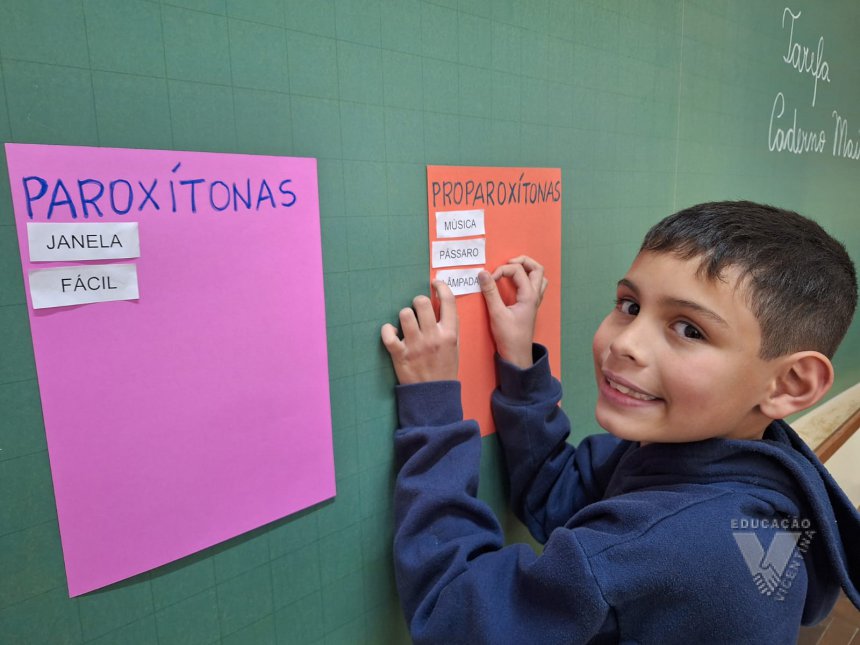 PAROXÍTONAS
JANELA
FÁCIL
PROPAROXÍTONAS
MÚSICA
PÁSSARO
LÂMPADA
Tarefa
Caderno
EDUCAÇÃO
VICENTINA